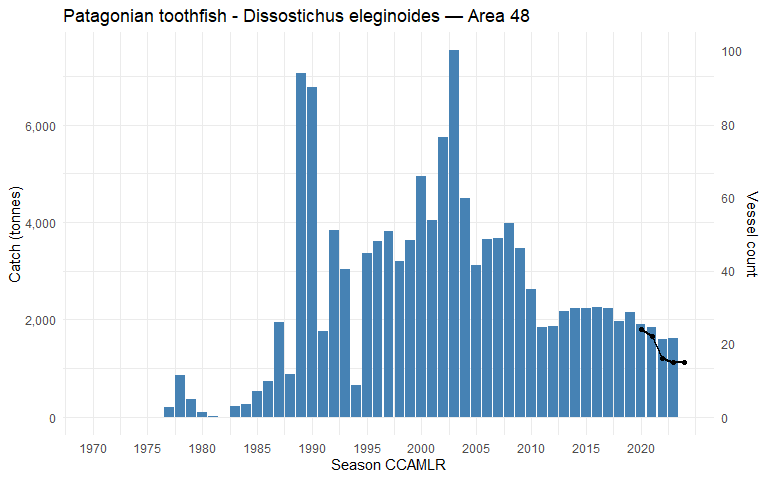 Patagonian toothfish - Dissostichus eleginoides — Area 48
Catch (tonnes)
6,000
4,000
2,000
0
100
80
60
40
20
0
Vessel count
1970 1975 1980 1985 1990 1995 2000 2005 2010 2015 2020
Season CCAMLR